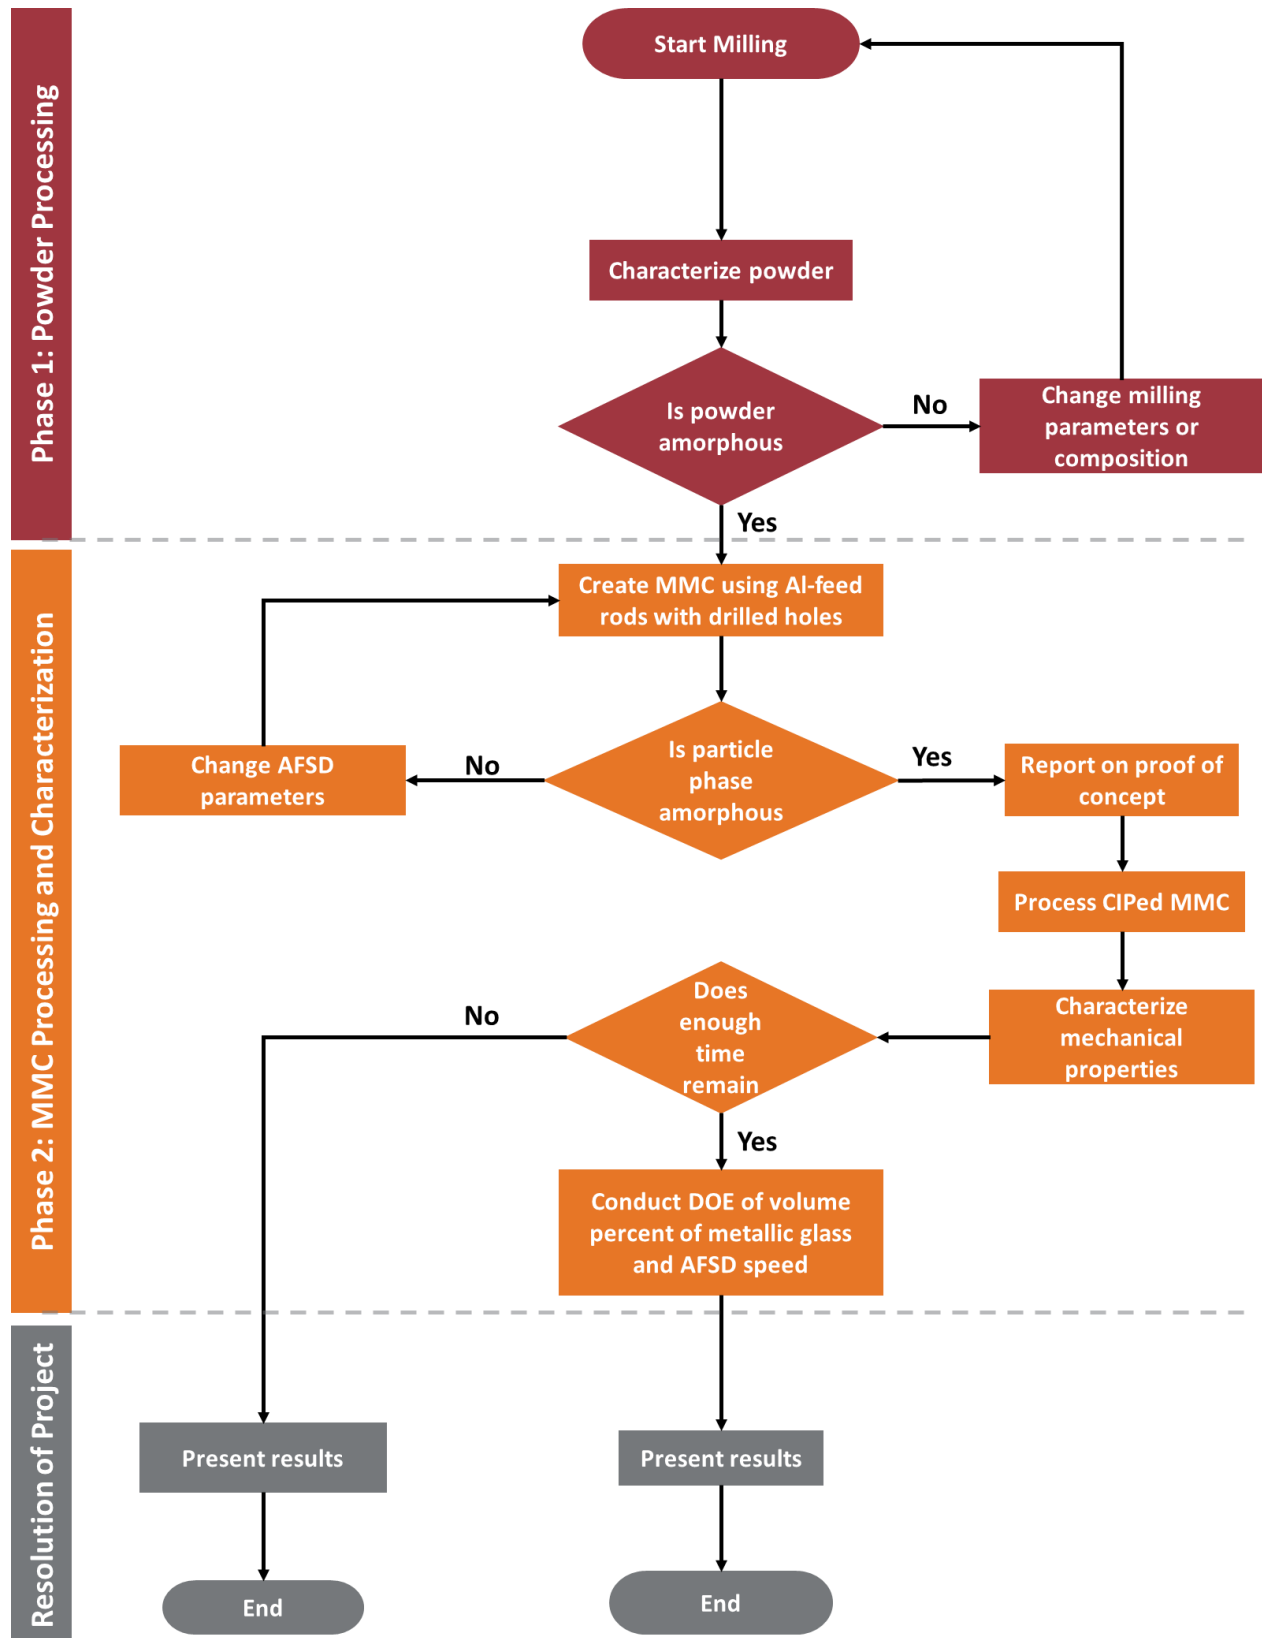 Phase 1: Powder Processing
Start Milling
Characterize powder
Is powder
amorphous
No
Change milling
parameters or
composition
Yes
Phase 2: MMC Processing and Characterization
Create MMC using Al-feed
rods with drilled holes
Is particle
phase
amorphous
No
Change AFSD
parameters
Yes
Report on proof of
concept
Process CIPed MMC
Characterize
mechanical
properties
Does
enough
time
remain
No
Yes
Conduct DOE of volume
percent of metallic glass
and AFSD speed
Resolution of Project
Present results
Present results
End
End